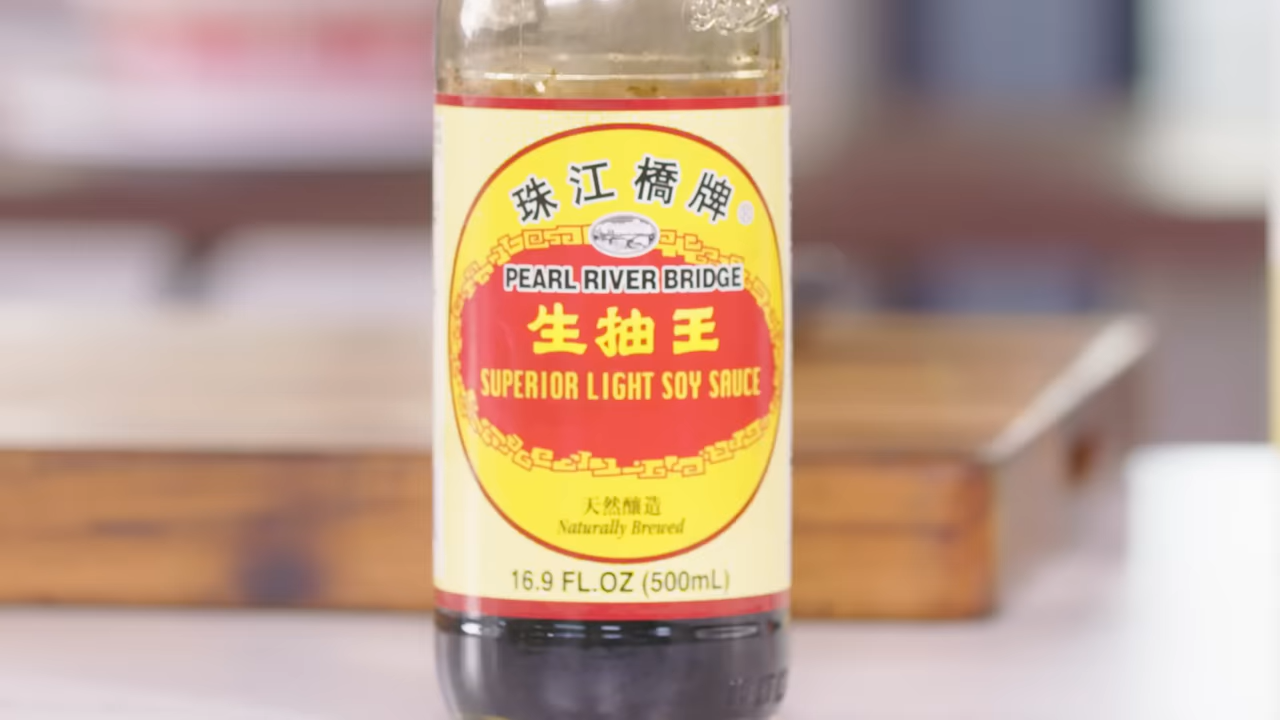 珠江橋牌®
PEARL RIVER BRIDGE
生抽王
SUPERIOR LIGHT SOY SAUCE
天然釀造
Naturally Brewed
16.9 FL.OZ (500mL)